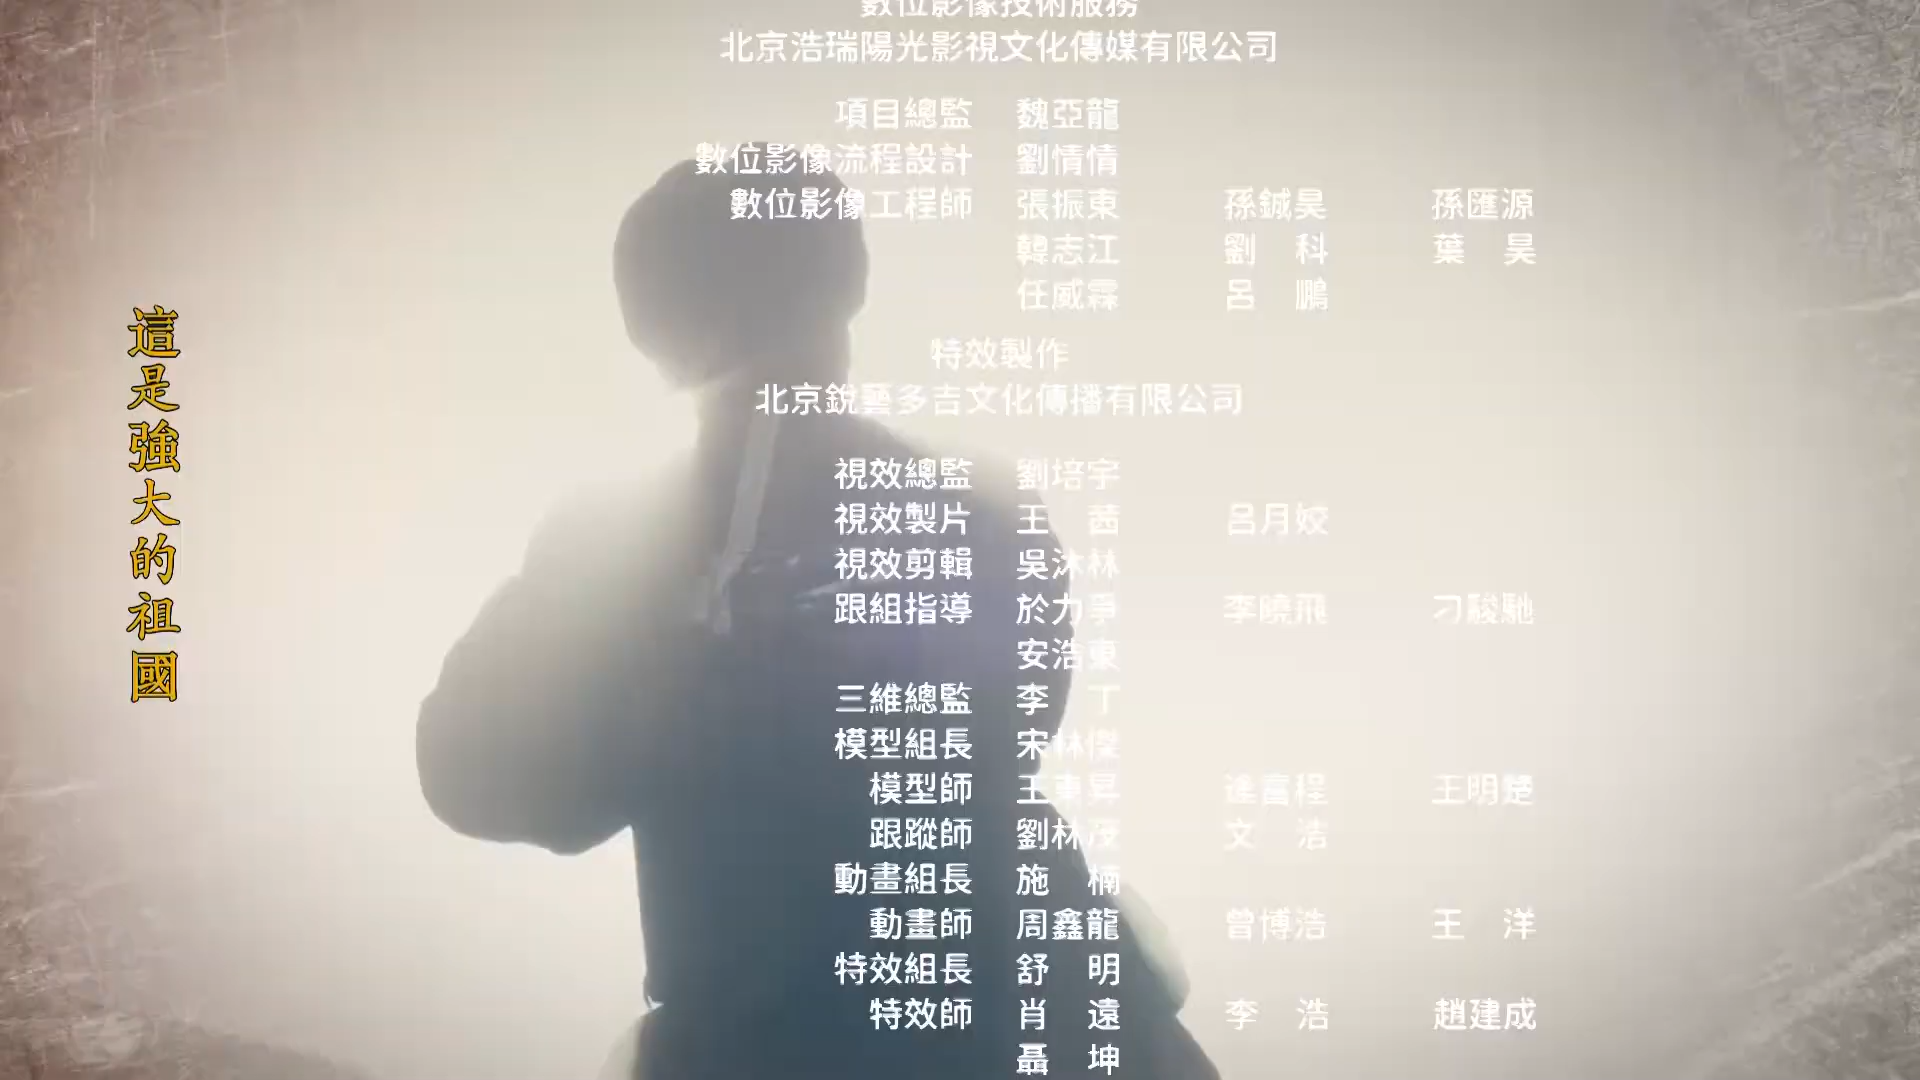 數位影像技術服務
北京浩瑞陽光影視文化傳媒有限公司
項目總監 魏亞龍
數位影像流程設計 劉情情
數位影像工程師 張振東 孫鋮昊 孫匯源
韓志江 劉 科 葉 昊
任威霖 呂 鵬
特效製作
北京銳藝多吉文化傳播有限公司
視效總監 劉培宇
視效製片 王 茜 呂月姣
視效剪輯 吳沐林
跟組指導 於力爭 李曉飛 刁駿馳
安浩東
三維總監 李 丁
模型組長 宋林傑
模型師 王東昇 逄富程 王明楚
跟蹤師 劉林茂 文 浩
動畫組長 施 楠
動畫師 周鑫龍 曾博浩 王 洋
特效組長 舒 明
特效師 肖 遠 李 浩 趙建成
聶 坤
這是強大的祖國